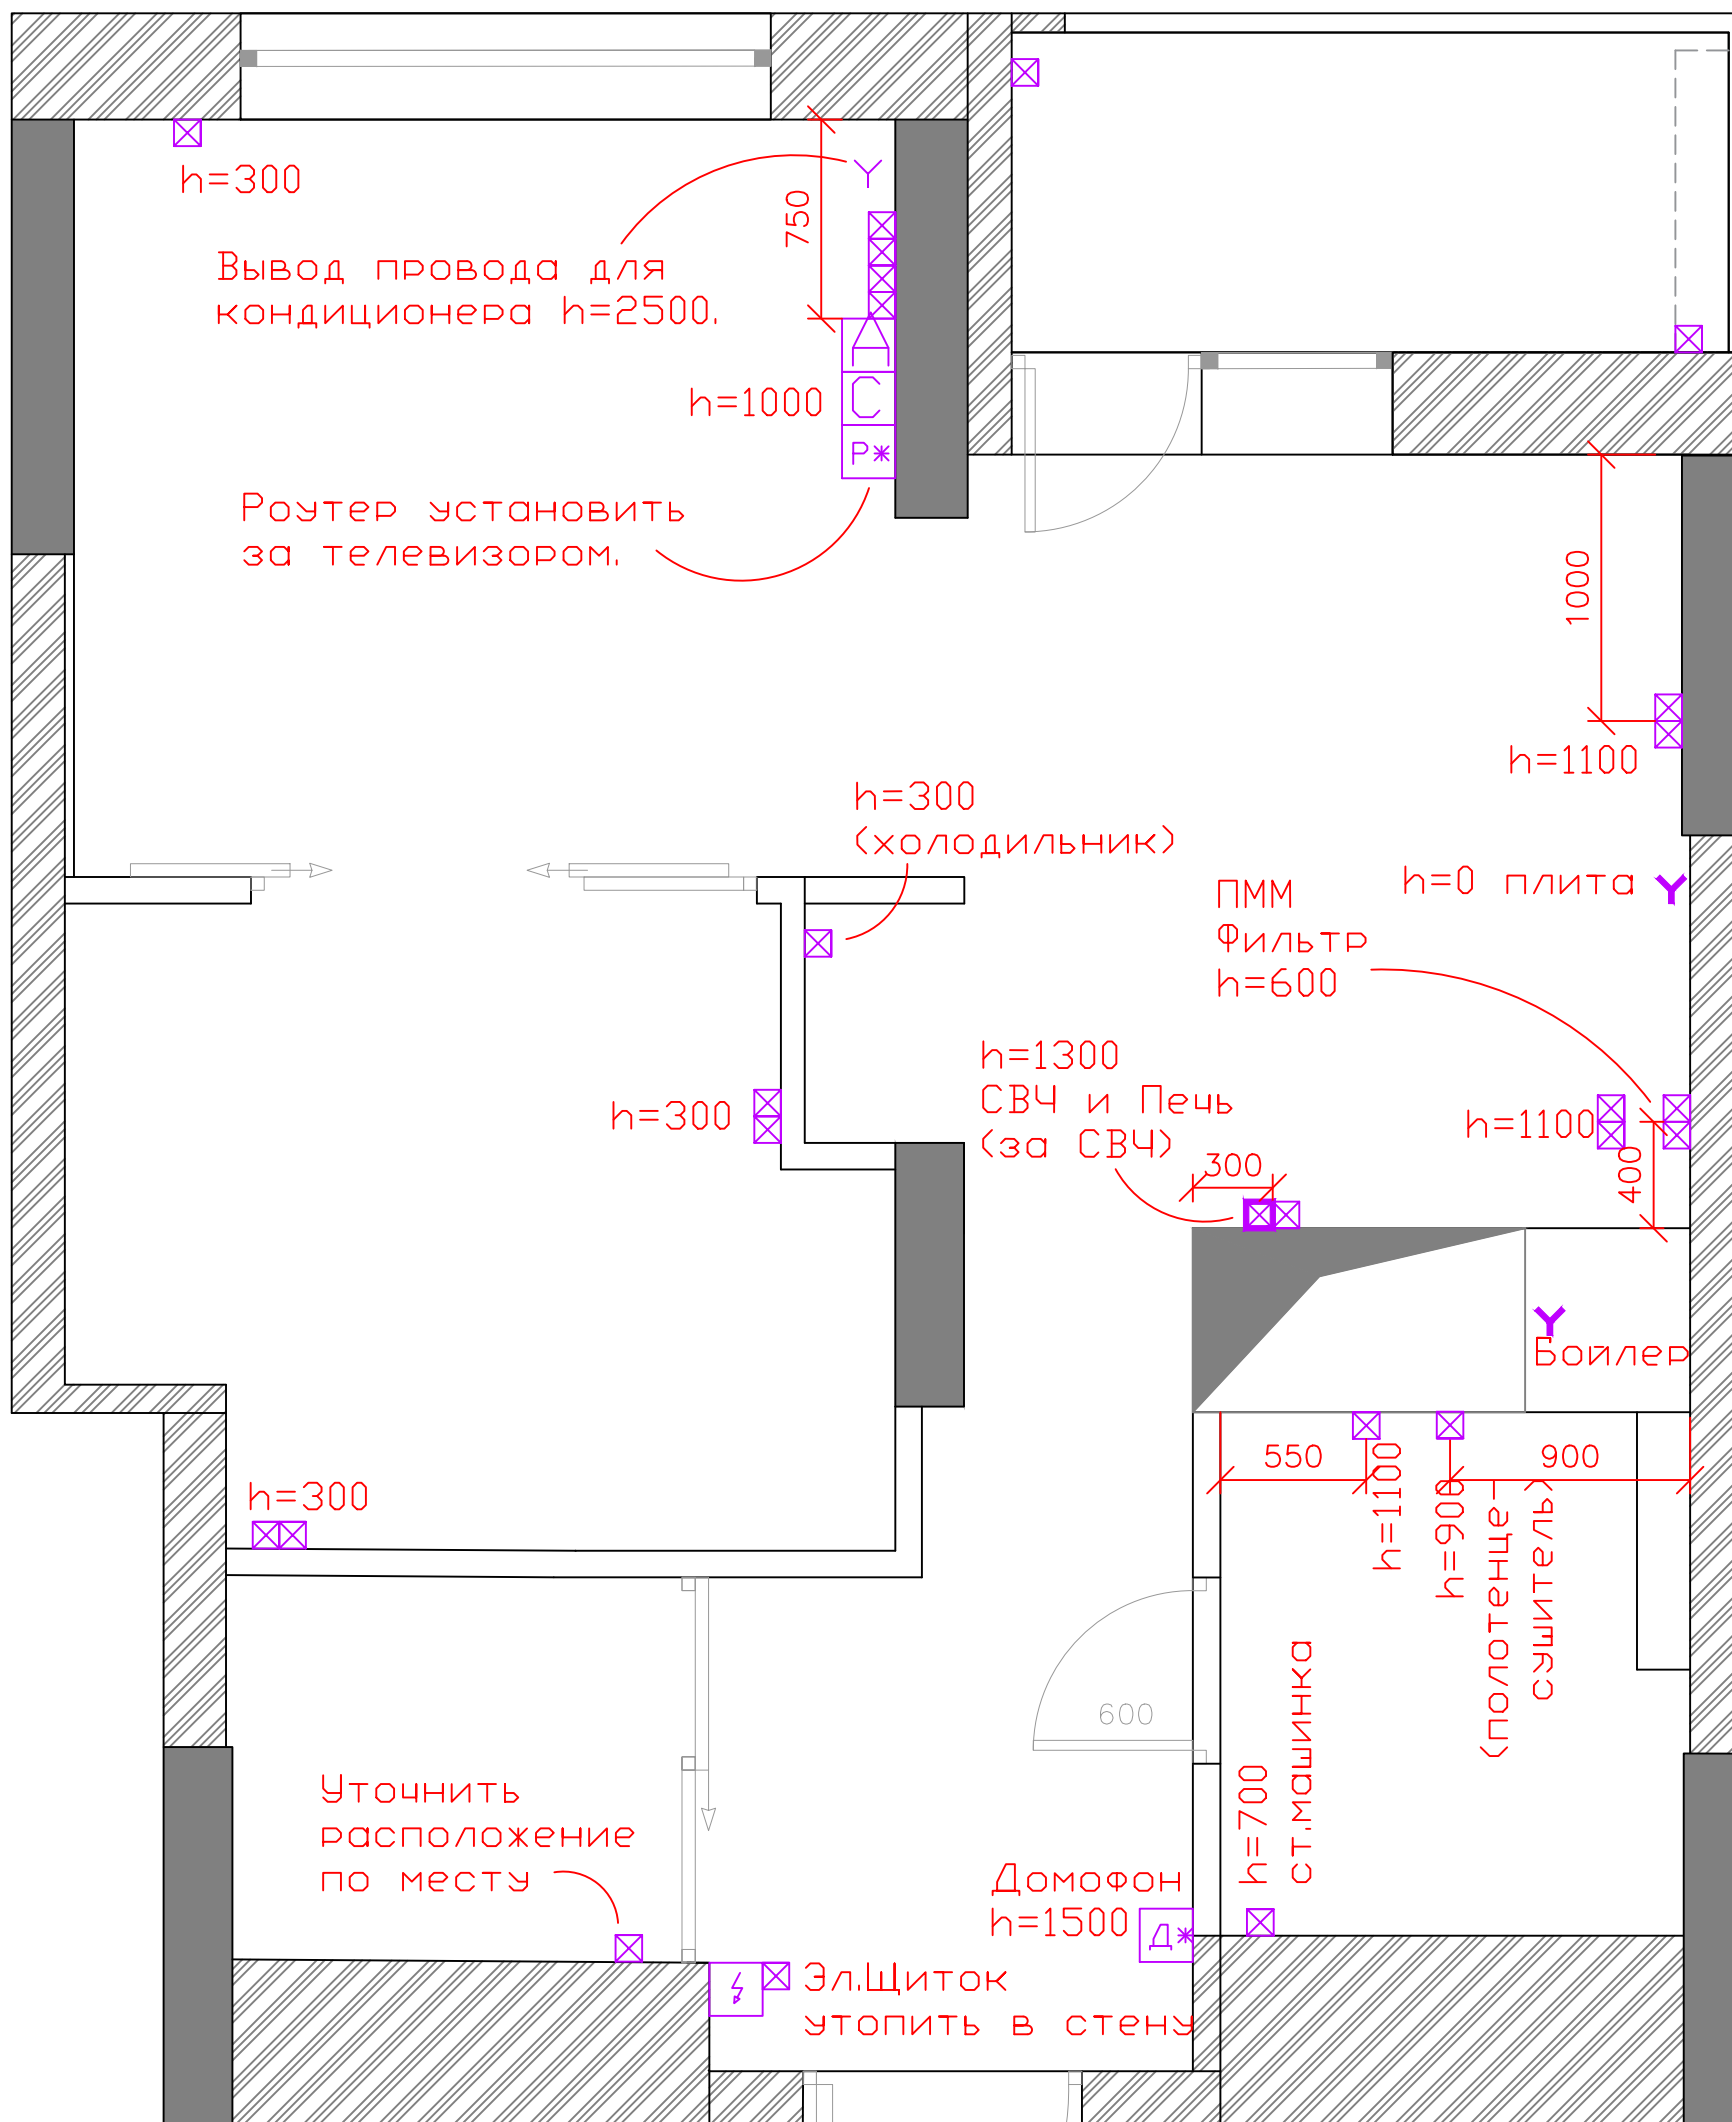 h=300
750
Вывод провода для
кондиционера h=2500.
Д
С
Р*
h=1000
Роутер установить
за телевизором.
1000
h=1100
h=300
(холодильник)
h=0 плита
ПММ
Фильтр
h=600
h=1300
СВЧ и Печь
(за СВЧ)
h=300
h=1100
400
300
Бойлер
550
900
h=1100
h=900
(полотенце-
сушитель)
h=300
600
h=700
ст.машинка
Уточнить
расположение
по месту
Домофон
h=1500
Д*
Эл.Щиток
утопить в стену